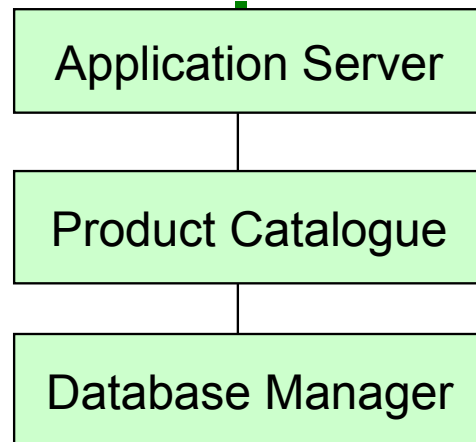 Application Server
Product Catalogue
Database Manager